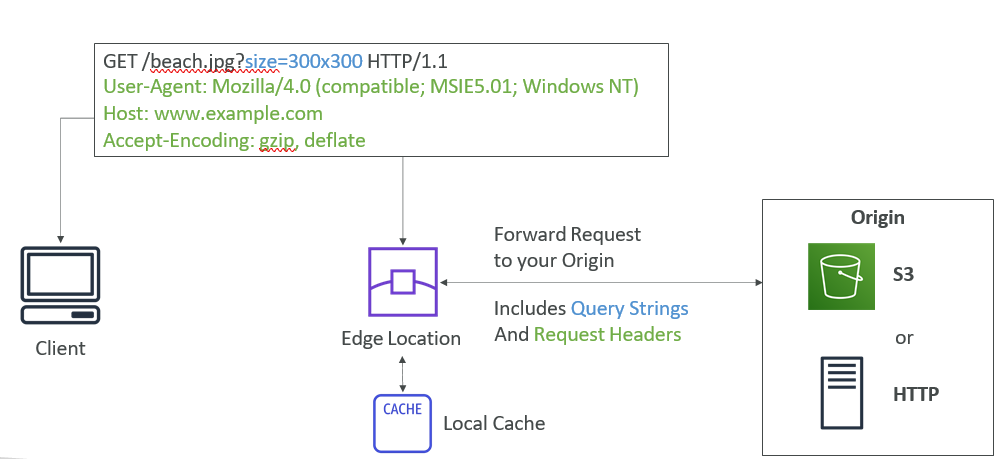 GET /beach.jpg?size=300x300 HTTP/1.1
User-Agent: Mozilla/4.0 (compatible; MSIE5.01; Windows NT)
Host: www.example.com
Accept-Encoding: gzip, deflate
Client
Edge Location
CACHE
Local Cache
Forward Request
to your Origin
Includes Query Strings
And Request Headers
Origin
S3
or
HTTP